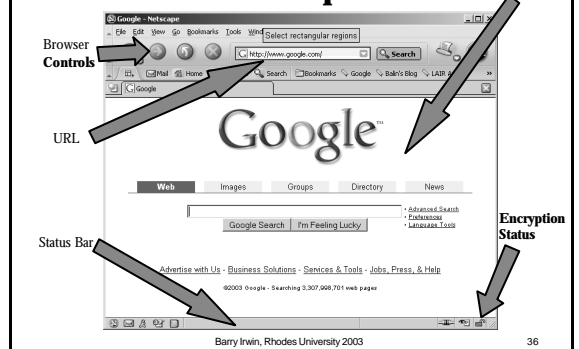 Google - Netscape
File Edit View Go Bookmarks Tools Wind
Select rectangular regions
Browser
Controls
http://www.google.com/
Search
Mail Home Search Bookmarks Google Balin's Blog LAIR
Google
URL
Google™
Web Images Groups Directory News
Advanced Search
Preferences
Language Tools
Google Search I'm Feeling Lucky
Encryption
Status
Status Bar
Advertise with Us - Business Solutions - Services & Tools - Jobs, Press, & Help
©2003 Google - Searching 3,307,998,701 web pages
Barry Irwin, Rhodes University 2003
36